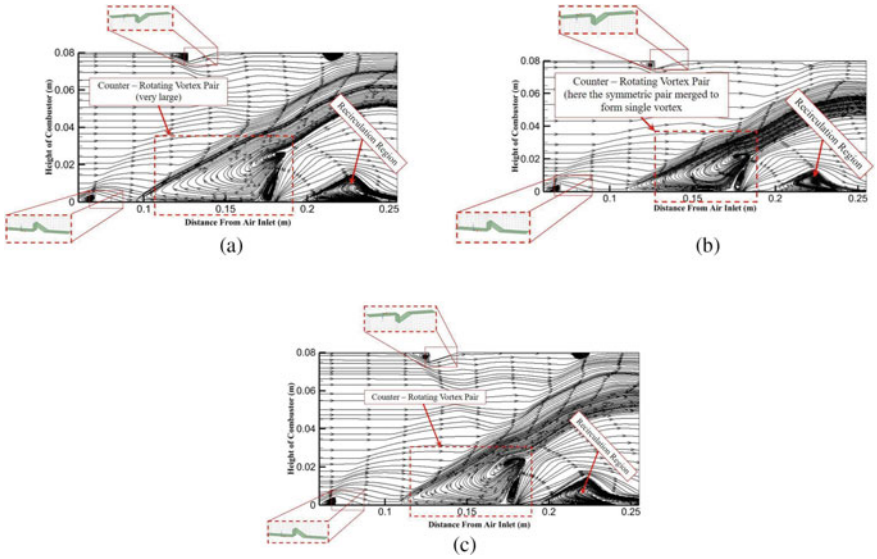 0.08
Counter – Rotating Vortex Pair
(very large)
Recirculation
Region
0.06
0.04
0.02
0
Height of Combustor (m)
0.1
0.15
0.2
0.25
Distance From Air Inlet (m)
(a)
0.08
Counter – Rotating Vortex Pair
(here the symmetric pair merged to
form single vortex
Recirculation
Region
0.06
0.04
0.02
0
Height of Combustor (m)
0.1
0.15
0.2
0.25
Distance From Air Inlet (m)
(b)
0.08
Counter – Rotating Vortex Pair
Recirculation
Region
0.06
0.04
0.02
0
Height of Combustor (m)
0.1
0.15
0.2
0.25
Distance From Air Inlet (m)
(c)